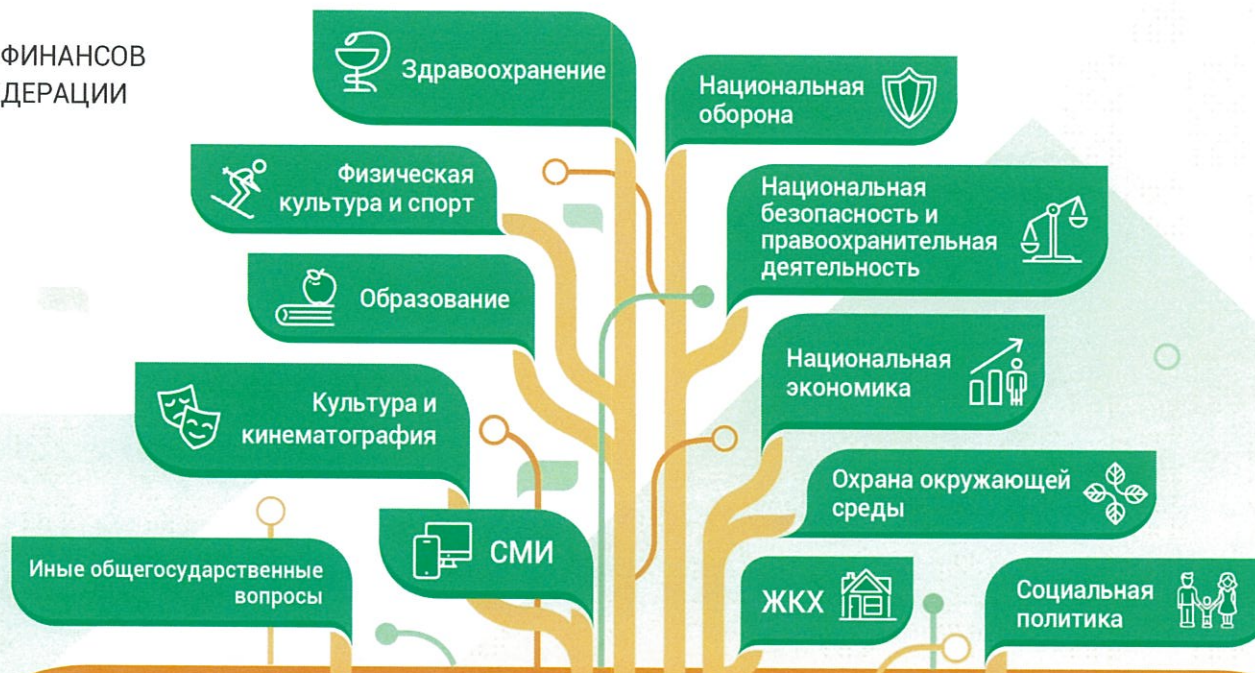 ФИНАНСОВ
ДЕРАЦИИ
Здравоохранение
Национальная
оборона
Физическая
культура и спорт
Национальная
безопасность и
правоохранительная
деятельность
Образование
Национальная
экономика
Культура и
кинематография
Охрана окружающей
среды
СМИ
Иные общегосударственные
вопросы
ЖКХ
Социальная
политика